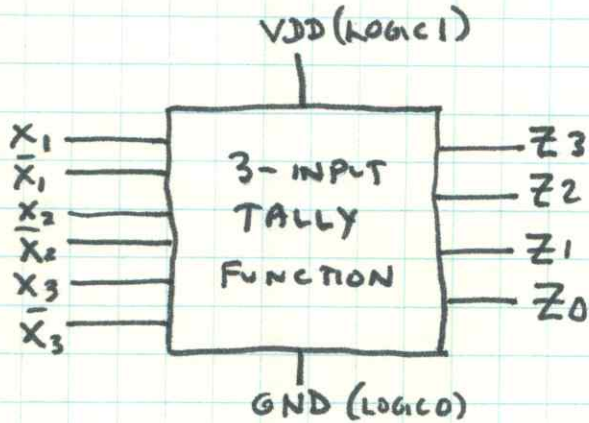 VDD (LOGIC 1)
X1
X̄1
X2
X̄2
X3
X̄3
3-INPUT
TALLY
FUNCTION
Z3
Z2
Z1
Z0
GND (LOGIC 0)